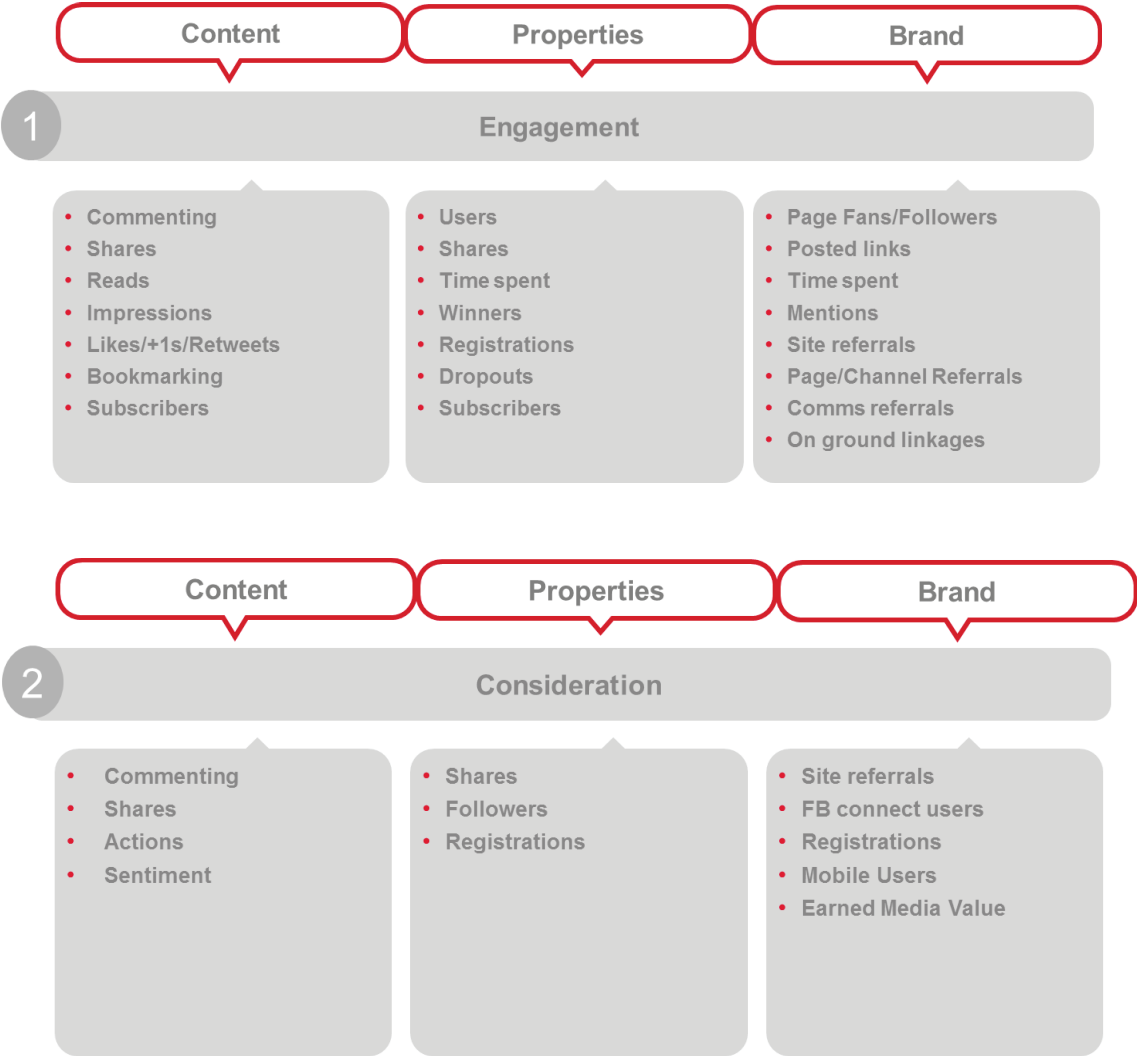 Content
Properties
Brand
1
Engagement
• Commenting
• Shares
• Reads
• Impressions
• Likes/+1s/Retweets
• Bookmarking
• Subscribers
• Users
• Shares
• Time spent
• Winners
• Registrations
• Dropouts
• Subscribers
• Page Fans/Followers
• Posted links
• Time spent
• Mentions
• Site referrals
• Page/Channel Referrals
• Comms referrals
• On ground linkages
Content
Properties
Brand
2
Consideration
• Commenting
• Shares
• Actions
• Sentiment
• Shares
• Followers
• Registrations
• Site referrals
• FB connect users
• Registrations
• Mobile Users
• Earned Media Value